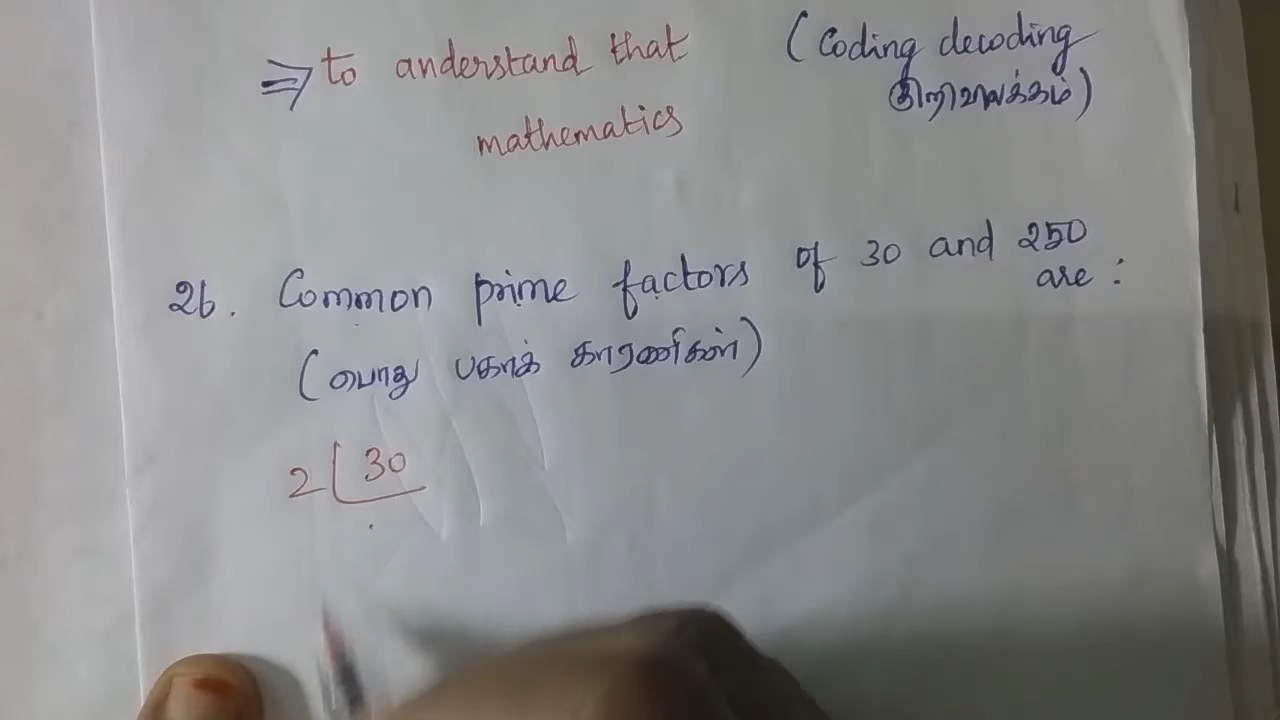 ⇒ to anderstand that (Coding decoding
mathematics குறியாக்கம்)
26. Common prime factors of 30 and 250
are :
(பொது பகாக் காரணிகள்)
2 30